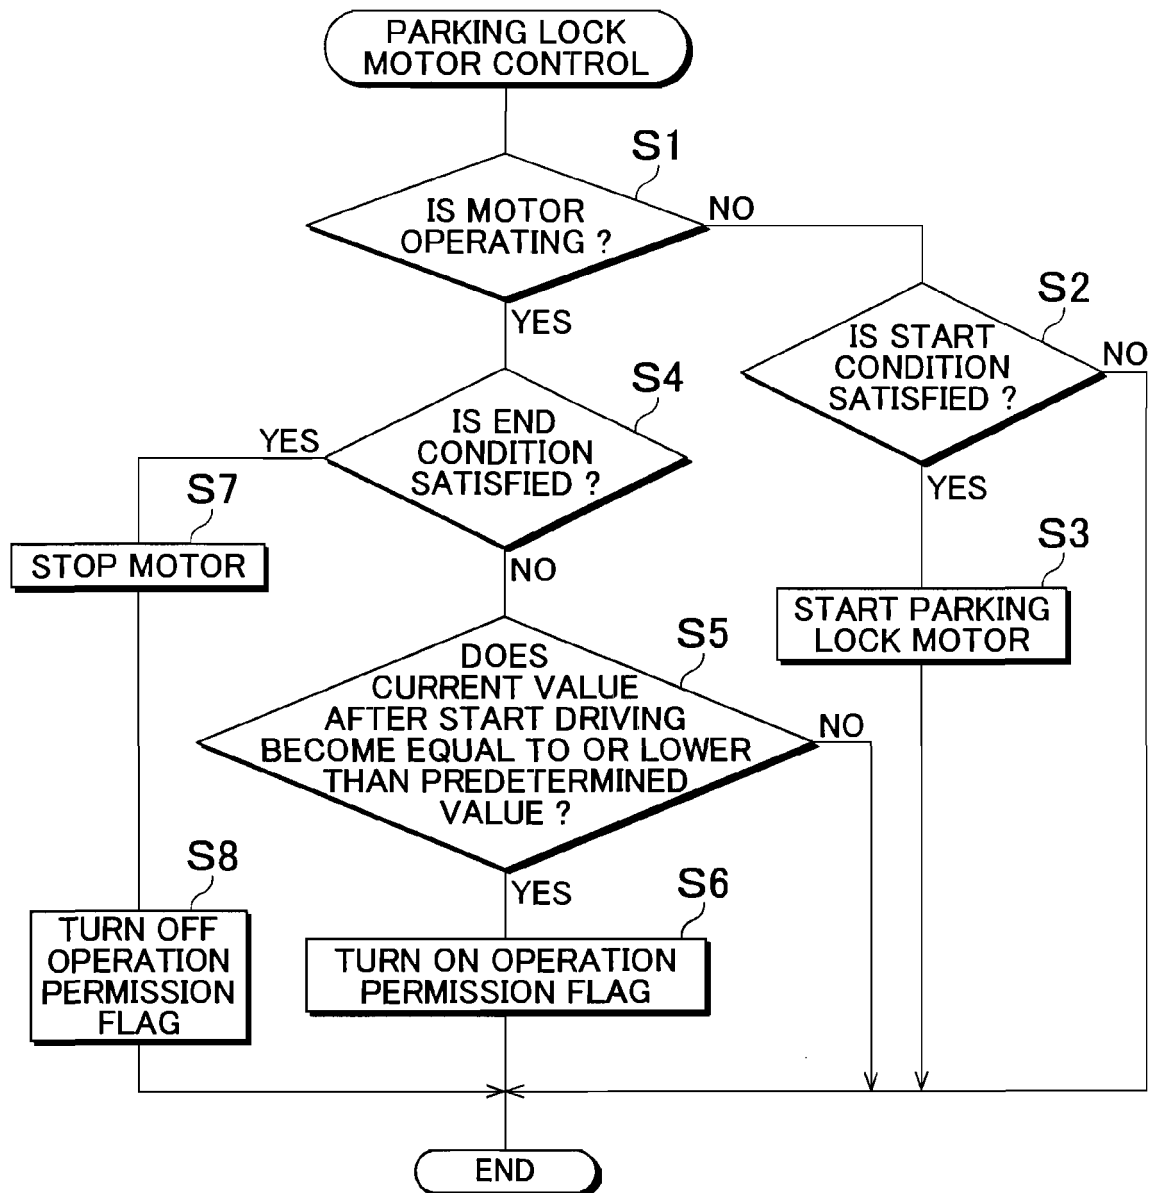 PARKING LOCK
MOTOR CONTROL
S1
IS MOTOR
OPERATING ?
NO
YES
S2
IS START
CONDITION
SATISFIED ?
NO
YES
S3
START PARKING
LOCK MOTOR
S4
IS END
CONDITION
SATISFIED ?
YES
NO
S7
STOP MOTOR
S5
DOES
CURRENT VALUE
AFTER START DRIVING
BECOME EQUAL TO OR LOWER
THAN PREDETERMINED
VALUE ?
NO
YES
S8
TURN OFF
OPERATION
PERMISSION
FLAG
S6
TURN ON OPERATION
PERMISSION FLAG
END